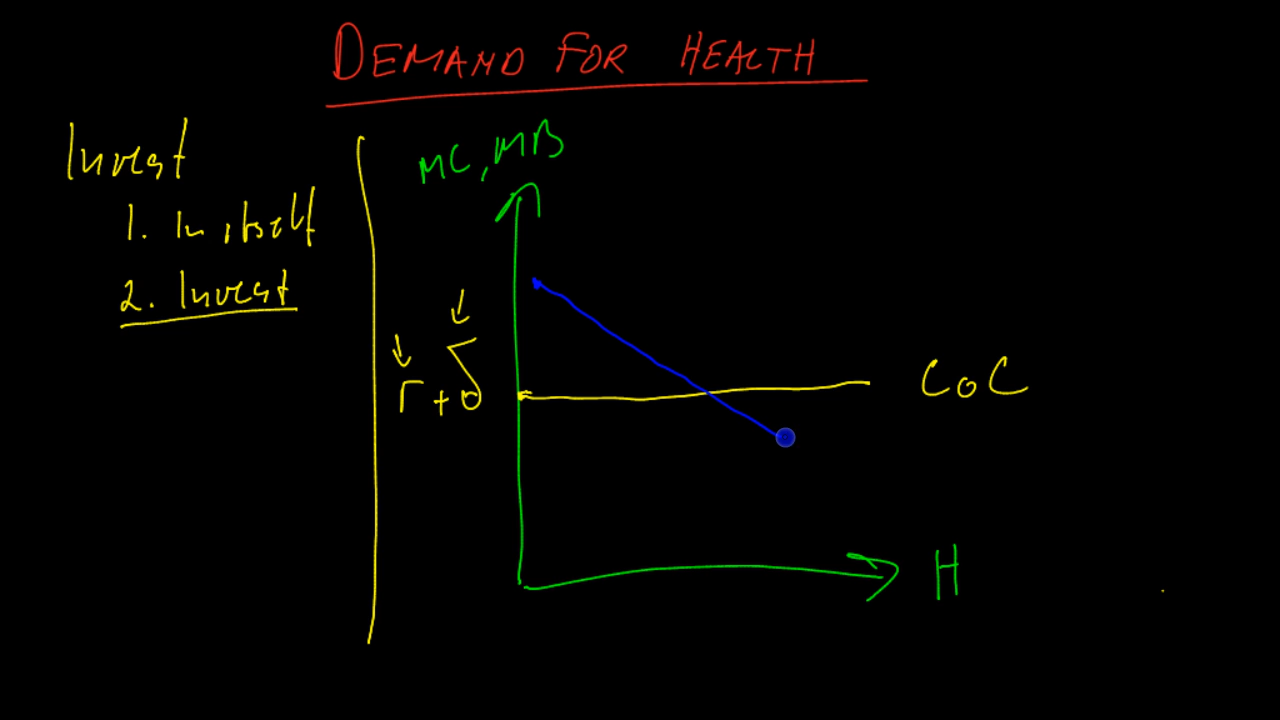 DEMAND FOR HEALTH
Invest
1. In itself
2. Invest
MC, MB
↓ ↓
r + δ
CoC
H